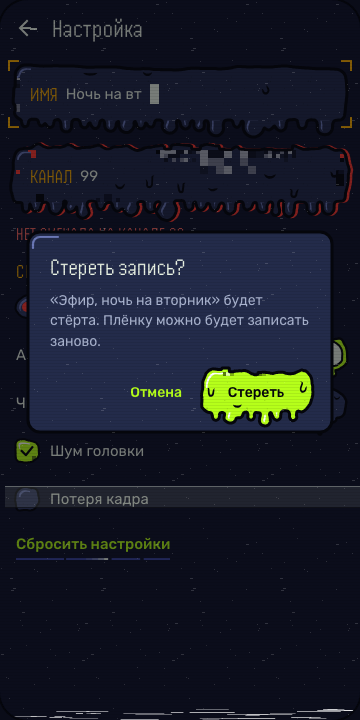 Настройка
ИМЯ Ночь на вт
КАНАЛ 99
Стереть запись?
«Эфир, ночь на вторник» будет
стёрта. Плёнку можно будет записать
заново.
Отмена Стереть
Шум головки
Потеря кадра
Сбросить настройки